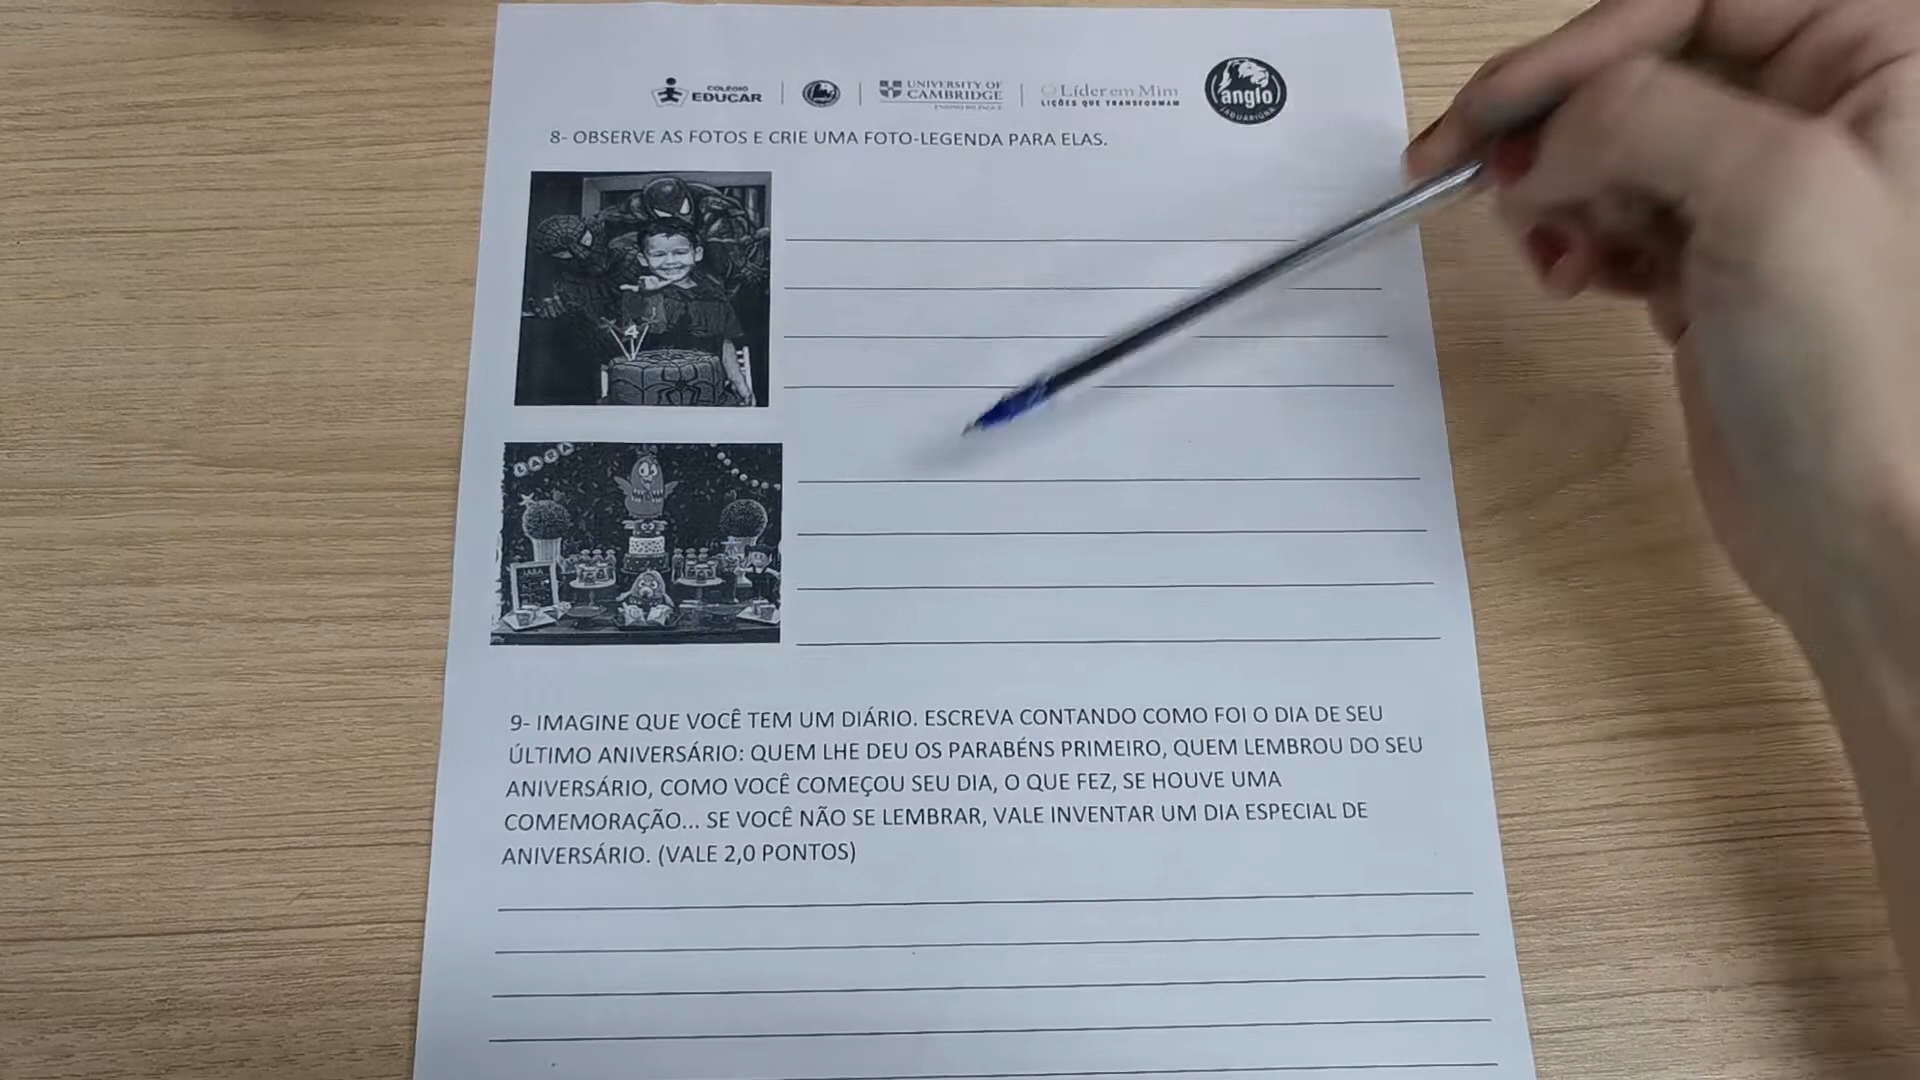 COLÉGIO
EDUCAR
UNIVERSITY OF
CAMBRIDGE
Líder em Mim
LIÇÕES QUE TRANSFORMAM
anglo
JAGUARIÚNA
8- OBSERVE AS FOTOS E CRIE UMA FOTO-LEGENDA PARA ELAS.
4
LARA
LARA
9- IMAGINE QUE VOCÊ TEM UM DIÁRIO. ESCREVA CONTANDO COMO FOI O DIA DE SEU
ÚLTIMO ANIVERSÁRIO: QUEM LHE DEU OS PARABÉNS PRIMEIRO, QUEM LEMBROU DO SEU
ANIVERSÁRIO, COMO VOCÊ COMEÇOU SEU DIA, O QUE FEZ, SE HOUVE UMA
COMEMORAÇÃO... SE VOCÊ NÃO SE LEMBRAR, VALE INVENTAR UM DIA ESPECIAL DE
ANIVERSÁRIO. (VALE 2,0 PONTOS)